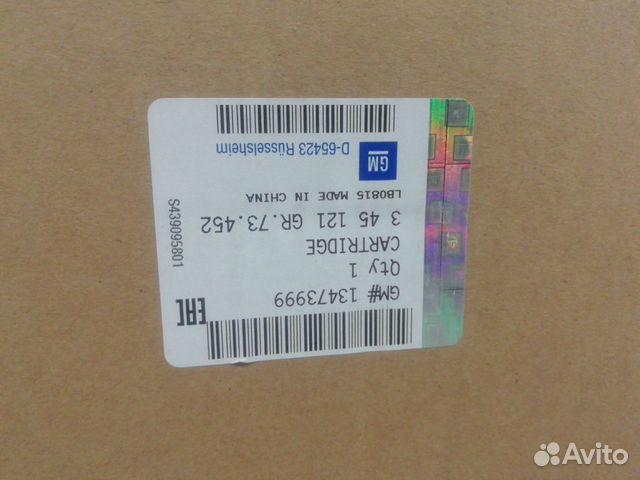 GM# 13473999
Qty 1
CARTRIDGE
3 45 121 GR.73.452
LB0815 MADE IN CHINA
GM
D-65423 Rüsselsheim
S439095801
EAC
Avito